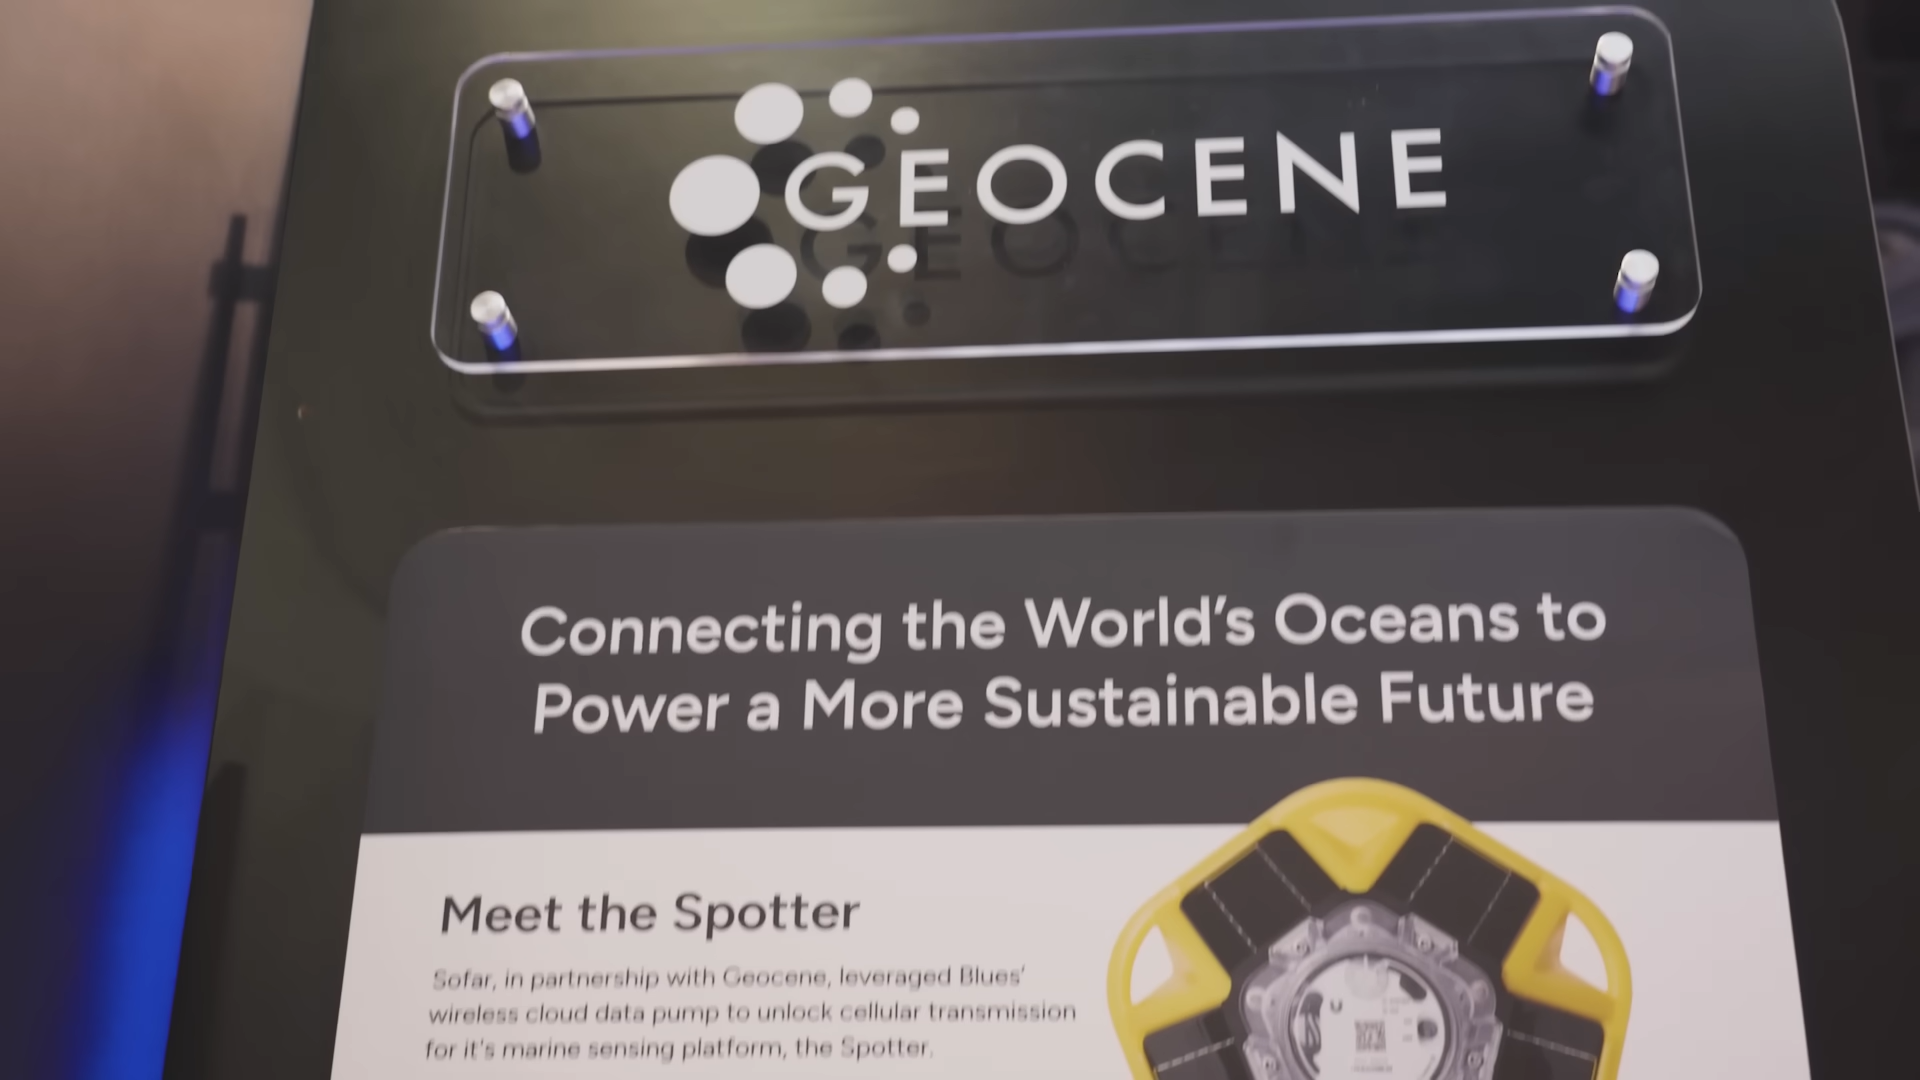 GEOCENE
Connecting the World's Oceans to
Power a More Sustainable Future
Meet the Spotter
Sofar, in partnership with Geocene, leveraged Blues'
wireless cloud data pump to unlock cellular transmission
for it's marine sensing platform, the Spotter.